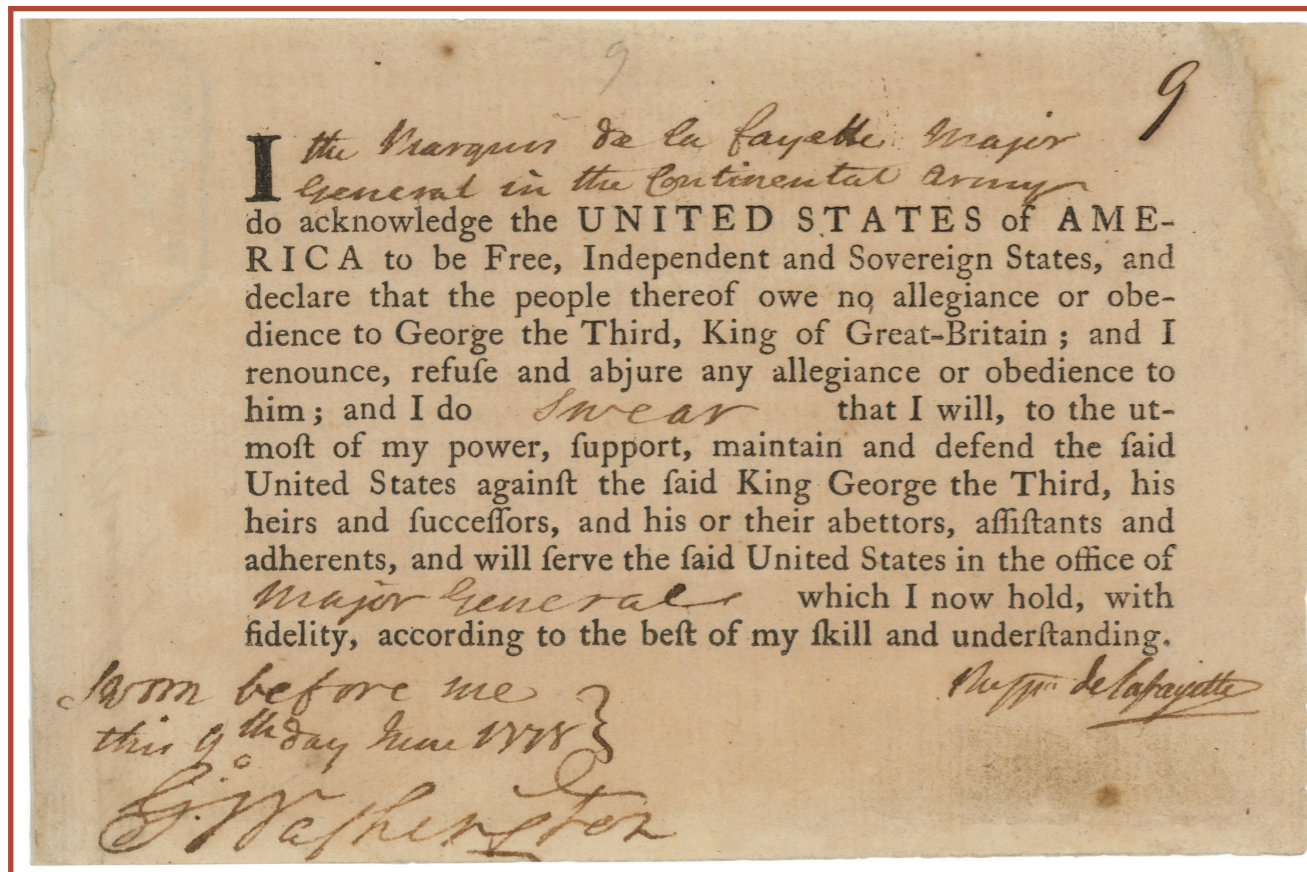 9
9
I the Marquis de la fayette Major
General in the Continental Army
do acknowledge the UNITED STATES of AME-
RICA to be Free, Independent and Sovereign States, and
declare that the people thereof owe no allegiance or obe-
dience to George the Third, King of Great-Britain ; and I
renounce, refuſe and abjure any allegiance or obedience to
him ; and I do Swear that I will, to the ut-
moſt of my power, ſupport, maintain and defend the ſaid
United States againſt the ſaid King George the Third, his
heirs and ſucceſſors, and his or their abettors, aſſiſtants and
adherents, and will ſerve the ſaid United States in the office of
Major General which I now hold, with
fidelity, according to the beſt of my ſkill and underſtanding.
Sworn before me
this 9th day June 1778
de lafayette
Go: Washington